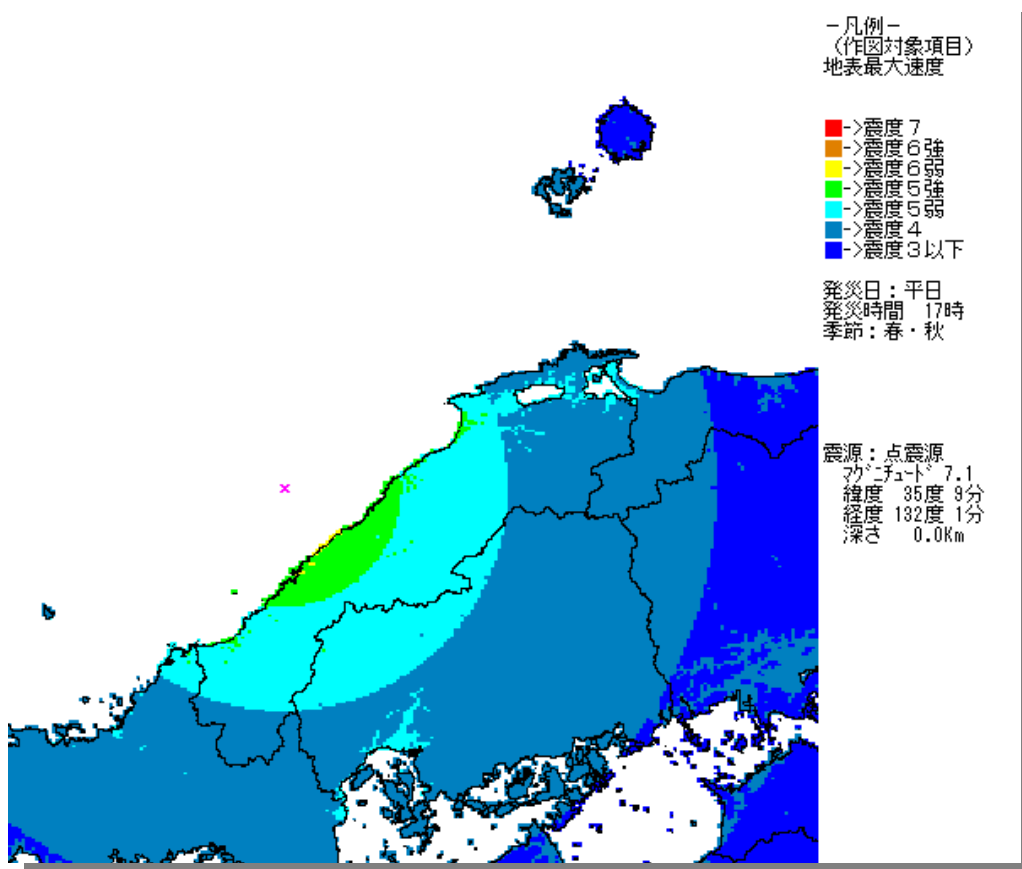 －凡例－
（作図対象項目）
地表最大速度
->震度７
->震度６強
->震度６弱
->震度５強
->震度５弱
->震度４
->震度３以下
発災日：平日
発災時間　17時
季節：春・秋
震源：点震源
ﾏｸﾞﾆﾁｭｰﾄﾞ 7.1
緯度　35度 9分
経度 132度 1分
深さ　 0.0Km